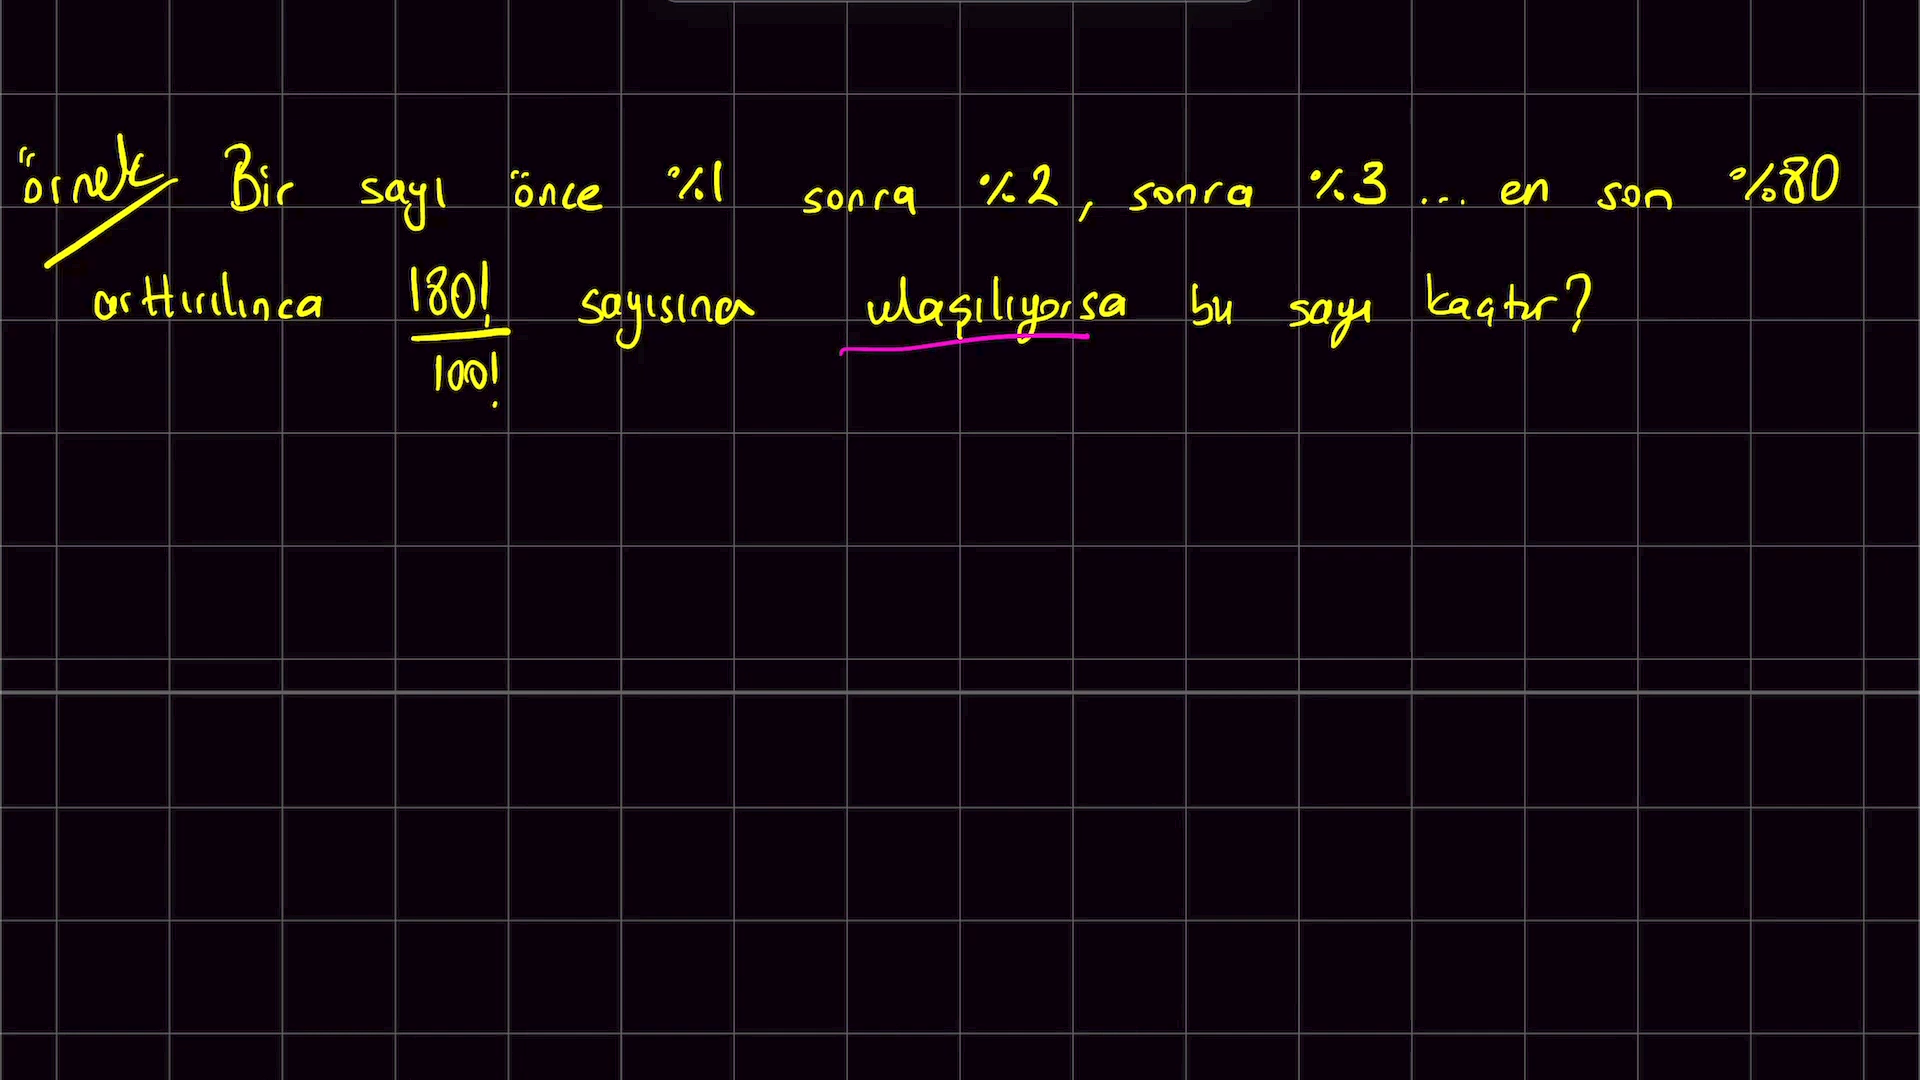 örnek Bir sayı önce %1 sonra %2, sonra %3 ... en son %80
arttırılınca 180!/100! sayısına ulaşılıyorsa bu sayı kaçtır?